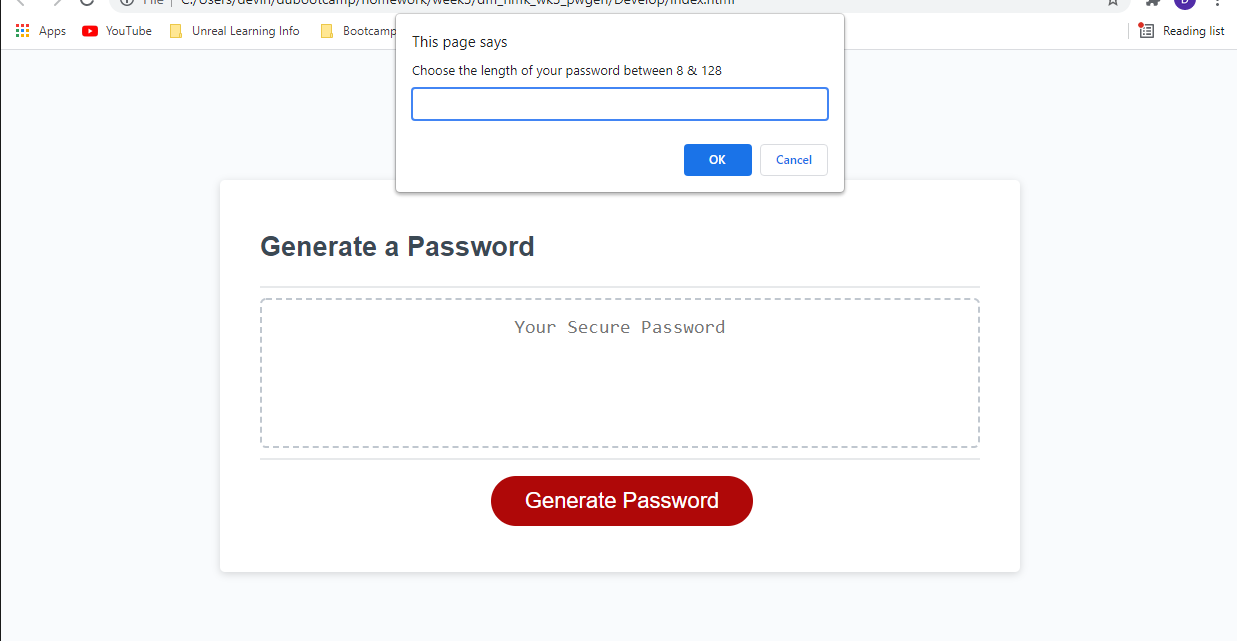 File C:/Users/devin/dubootcamp/homework/week3/dm_hmk_wk3_pwgen/Develop/index.html
Apps YouTube Unreal Learning Info Bootcamp Reading list
This page says
Choose the length of your password between 8 & 128
OK Cancel
Generate a Password
Your Secure Password
Generate Password